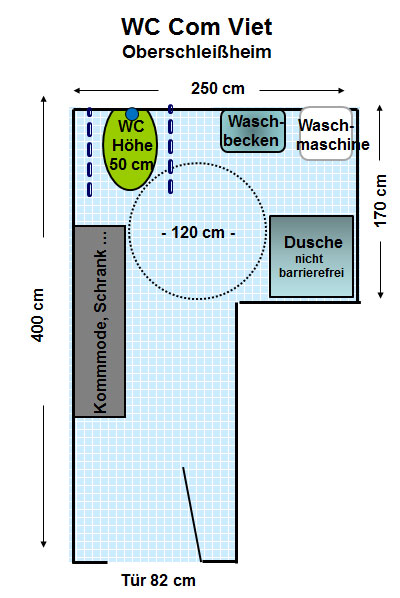 WC Com Viet
Oberschleißheim
250 cm
WC
Höhe
50 cm
Wasch-
becken
Wasch-
maschine
170 cm
- 120 cm -
Dusche
nicht
barrierefrei
Kommmode, Schrank ...
400 cm
Tür 82 cm